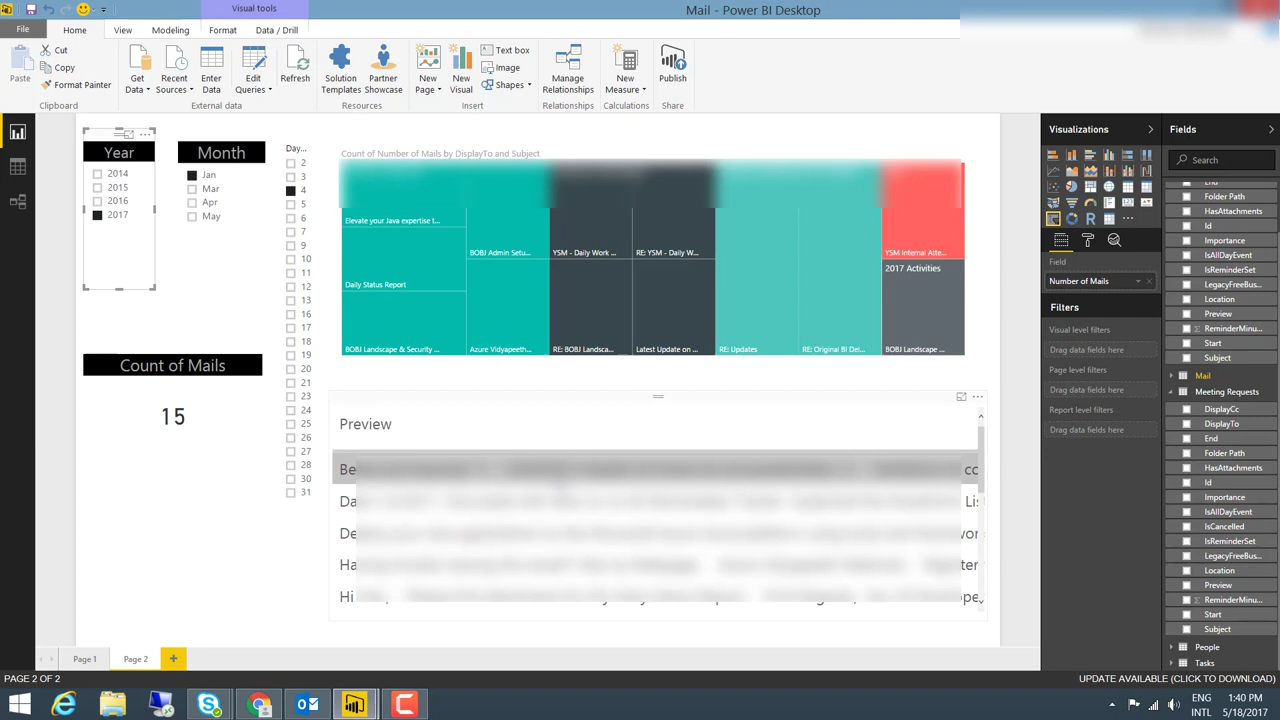 Visual tools
Mail - Power BI Desktop
File
Home
View
Modeling
Format
Data / Drill
Paste
Cut
Copy
Format Painter
Clipboard
Get Data
Recent Sources
Enter Data
Edit Queries
Refresh
External data
Solution Templates
Partner Showcase
Resources
New Page
New Visual
Text box
Image
Shapes
Insert
Manage Relationships
Relationships
New Measure
Calculations
Publish
Share
Year
2014
2015
2016
2017
Month
Jan
Mar
Apr
May
Day...
2
3
4
5
6
7
9
10
11
12
13
16
17
18
19
20
21
23
24
25
26
27
28
30
31
Count of Mails
15
Count of Number of Mails by DisplayTo and Subject
Elevate your Java expertise t...
Daily Status Report
BOBJ Landscape & Security ...
BOBJ Admin Setu...
Azure Vidyapeeth...
YSM - Daily Work ...
RE: BOBJ Landsca...
RE: YSM - Daily W...
Latest Update on ...
RE: Updates
RE: Original BI Del...
YSM Internal Atte...
2017 Activities
BOBJ Landscape ...
Preview
Be
Da
De
Ha
Hi
Visualizations
Field
Number of Mails
Filters
Visual level filters
Drag data fields here
Page level filters
Drag data fields here
Report level filters
Drag data fields here
Fields
Search
End
Folder Path
HasAttachments
Id
Importance
IsAllDayEvent
IsReminderSet
LegacyFreeBus...
Location
Preview
ReminderMinu...
Start
Subject
Mail
Meeting Requests
DisplayCc
DisplayTo
End
Folder Path
HasAttachments
Id
Importance
IsAllDayEvent
IsCancelled
IsReminderSet
LegacyFreeBus...
Location
Preview
ReminderMinu...
Start
Subject
People
Tasks
Page 1
Page 2
PAGE 2 OF 2
UPDATE AVAILABLE (CLICK TO DOWNLOAD)
ENG
INTL
1:40 PM
5/18/2017